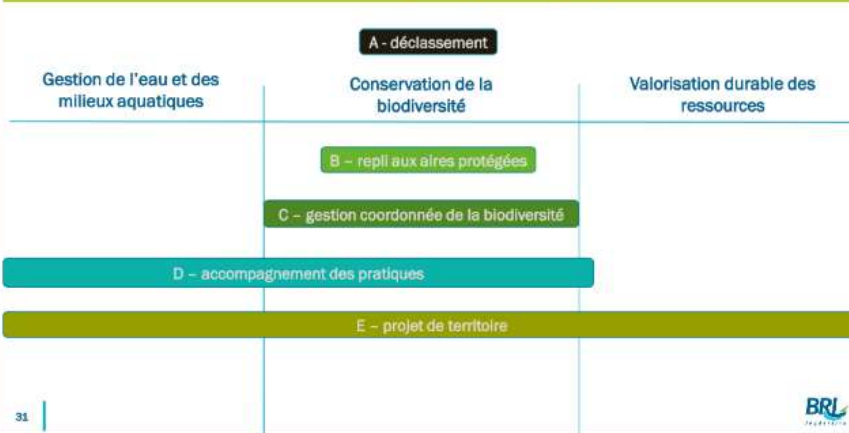 A - déclassement
Gestion de l'eau et des
milieux aquatiques
Conservation de la
biodiversité
Valorisation durable des
ressources
B – repli aux aires protégées
C – gestion coordonnée de la biodiversité
D – accompagnement des pratiques
E – projet de territoire
31
BRL
Ingénierie